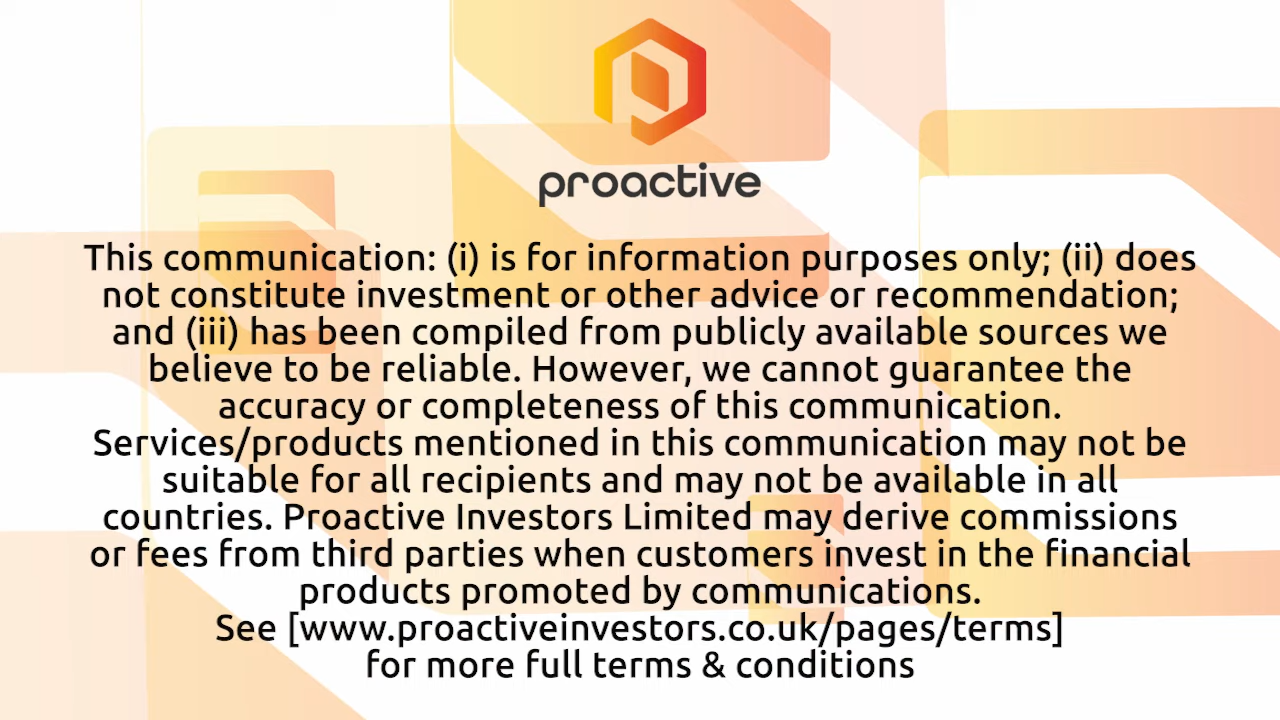 proactive
This communication: (i) is for information purposes only; (ii) does
not constitute investment or other advice or recommendation;
and (iii) has been compiled from publicly available sources we
believe to be reliable. However, we cannot guarantee the
accuracy or completeness of this communication.
Services/products mentioned in this communication may not be
suitable for all recipients and may not be available in all
countries. Proactive Investors Limited may derive commissions
or fees from third parties when customers invest in the financial
products promoted by communications.
See [www.proactiveinvestors.co.uk/pages/terms]
for more full terms & conditions